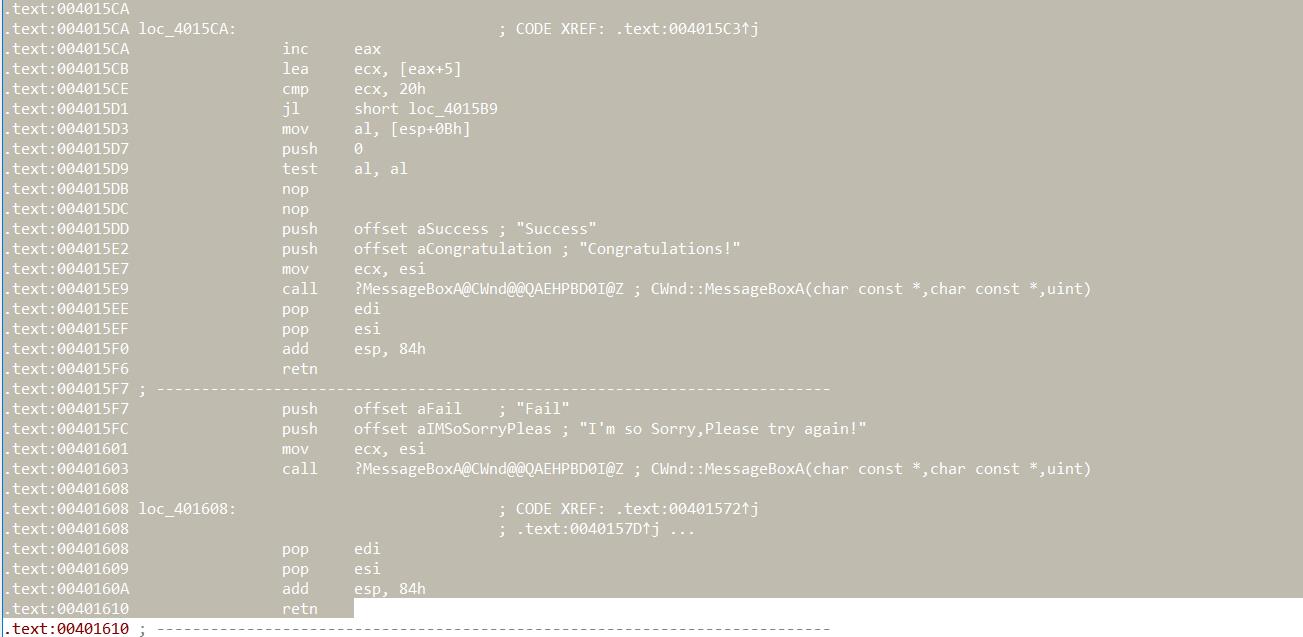 .text:004015CA
.text:004015CA loc_4015CA: ; CODE XREF: .text:004015C3↑j
.text:004015CA inc eax
.text:004015CB lea ecx, [eax+5]
.text:004015CE cmp ecx, 20h
.text:004015D1 jl short loc_4015B9
.text:004015D3 mov al, [esp+0Bh]
.text:004015D7 push 0
.text:004015D9 test al, al
.text:004015DB nop
.text:004015DC nop
.text:004015DD push offset aSuccess ; "Success"
.text:004015E2 push offset aCongratulation ; "Congratulations!"
.text:004015E7 mov ecx, esi
.text:004015E9 call ?MessageBoxA@CWnd@@QAEHPBD0I@Z ; CWnd::MessageBoxA(char const *,char const *,uint)
.text:004015EE pop edi
.text:004015EF pop esi
.text:004015F0 add esp, 84h
.text:004015F6 retn
.text:004015F7 ; ---------------------------------------------------------------------------
.text:004015F7 push offset aFail ; "Fail"
.text:004015FC push offset aIMSoSorryPleas ; "I'm so Sorry,Please try again!"
.text:00401601 mov ecx, esi
.text:00401603 call ?MessageBoxA@CWnd@@QAEHPBD0I@Z ; CWnd::MessageBoxA(char const *,char const *,uint)
.text:00401608
.text:00401608 loc_401608: ; CODE XREF: .text:00401572↑j
.text:00401608 ; .text:0040157D↑j ...
.text:00401608 pop edi
.text:00401609 pop esi
.text:0040160A add esp, 84h
.text:00401610 retn
.text:00401610 ; ---------------------------------------------------------------------------